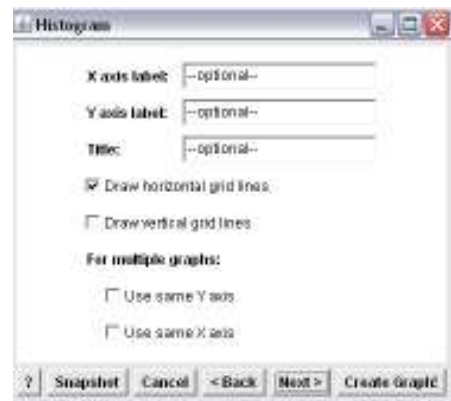 Histogram
X axis label: --optional--
Y axis label: --optional--
Title: --optional--
Draw horizontal grid lines
Draw vertical grid lines
For multiple graphs:
Use same Y axis
Use same X axis
? Snapshot Cancel < Back Next > Create Graph!